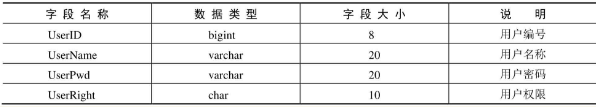 字段名称 数据类型 字段大小 说明
UserID bigint 8 用户编号
UserName varchar 20 用户名称
UserPwd varchar 20 用户密码
UserRight char 10 用户权限